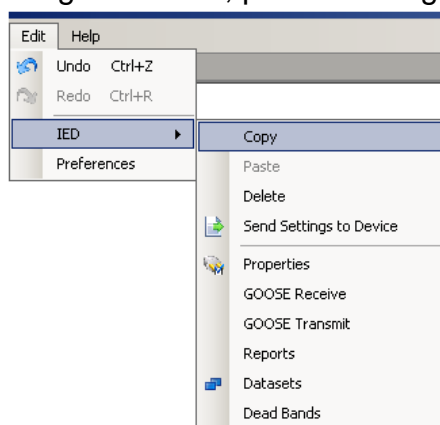 Edit Help
Undo Ctrl+Z
Redo Ctrl+R
IED
Copy
Preferences
Paste
Delete
Send Settings to Device
Properties
GOOSE Receive
GOOSE Transmit
Reports
Datasets
Dead Bands